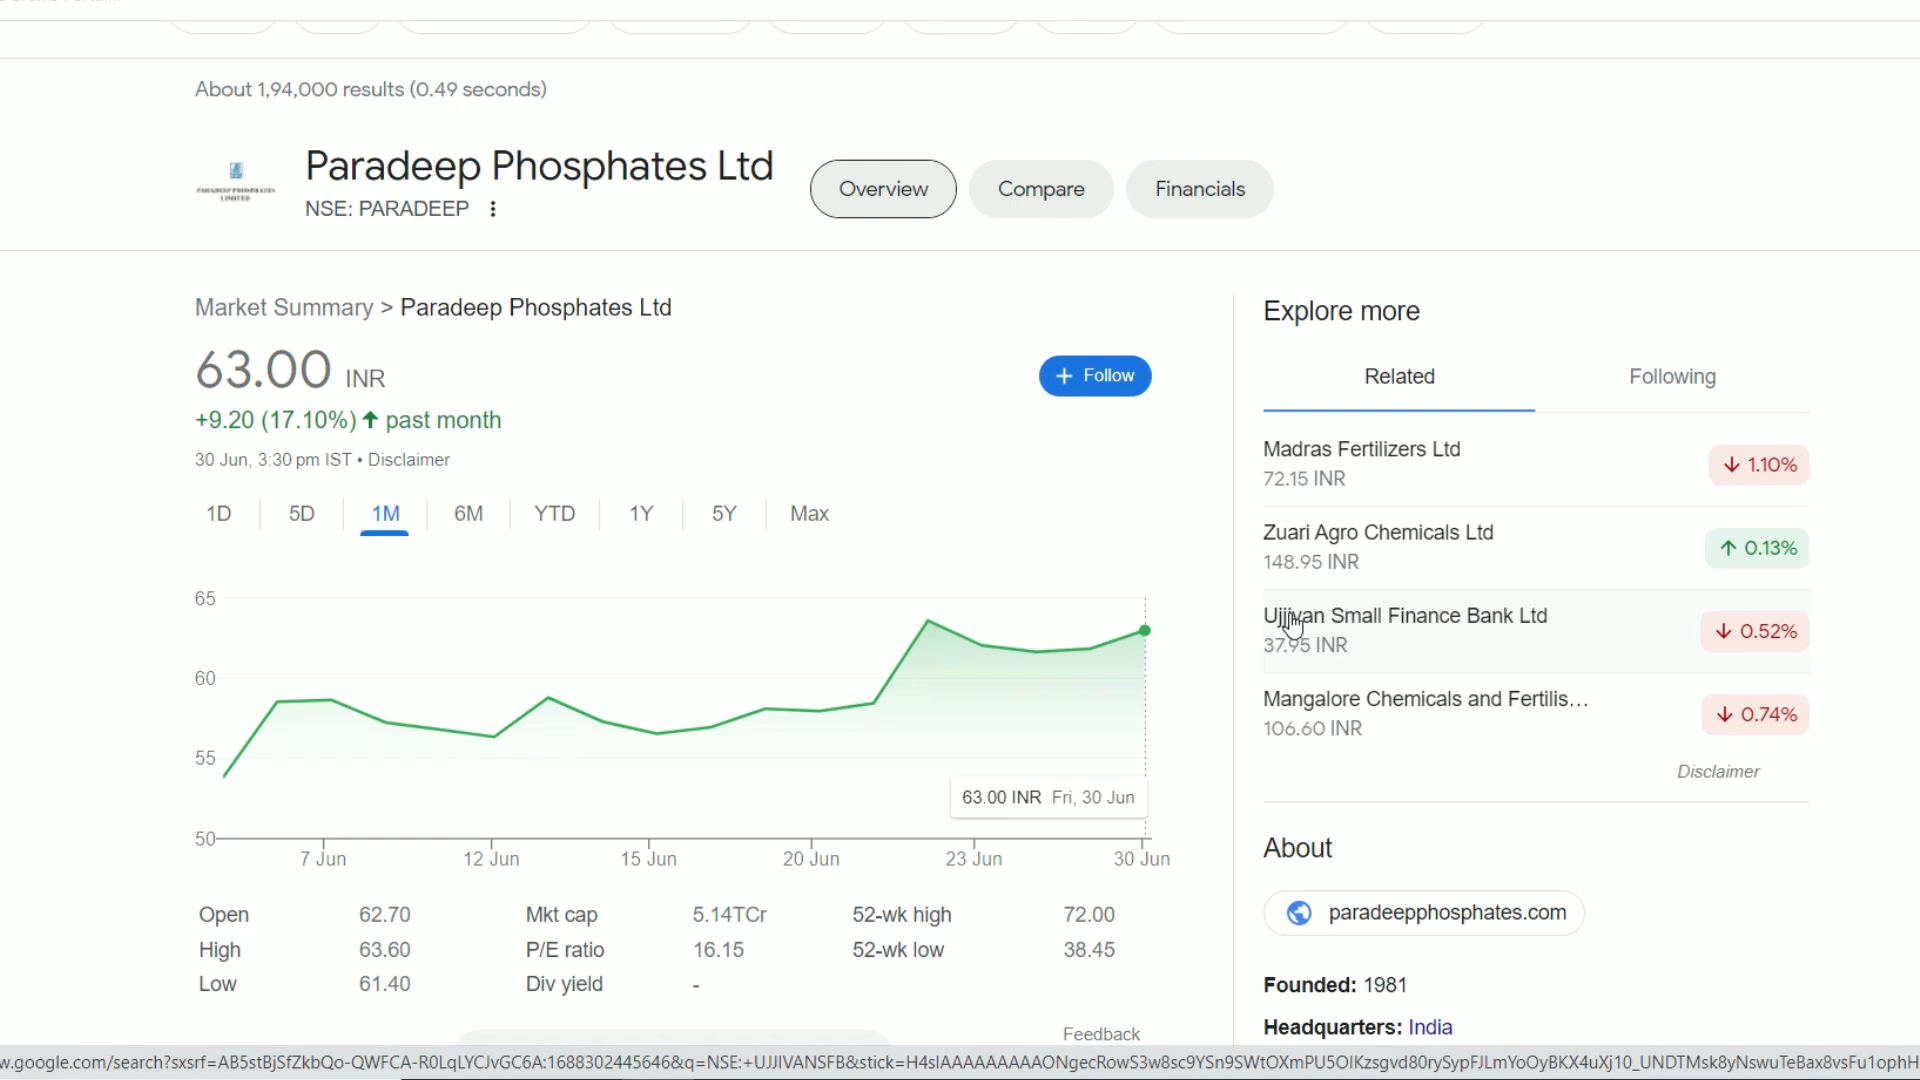 About 1,94,000 results (0.49 seconds)
PARADEEP PHOSPHATES
LIMITED
Paradeep Phosphates Ltd
NSE: PARADEEP
Overview
Compare
Financials
Market Summary > Paradeep Phosphates Ltd
63.00 INR
+ Follow
+9.20 (17.10%) ↑ past month
30 Jun, 3:30 pm IST • Disclaimer
1D 5D 1M 6M YTD 1Y 5Y Max
65
60
55
50
63.00 INR Fri, 30 Jun
7 Jun 12 Jun 15 Jun 20 Jun 23 Jun 30 Jun
Open 62.70 Mkt cap 5.14TCr 52-wk high 72.00
High 63.60 P/E ratio 16.15 52-wk low 38.45
Low 61.40 Div yield -
Feedback
Explore more
Related Following
Madras Fertilizers Ltd
72.15 INR
↓ 1.10%
Zuari Agro Chemicals Ltd
148.95 INR
↑ 0.13%
Ujjivan Small Finance Bank Ltd
37.95 INR
↓ 0.52%
Mangalore Chemicals and Fertilis...
106.60 INR
↓ 0.74%
Disclaimer
About
paradeepphosphates.com
Founded: 1981
Headquarters: India